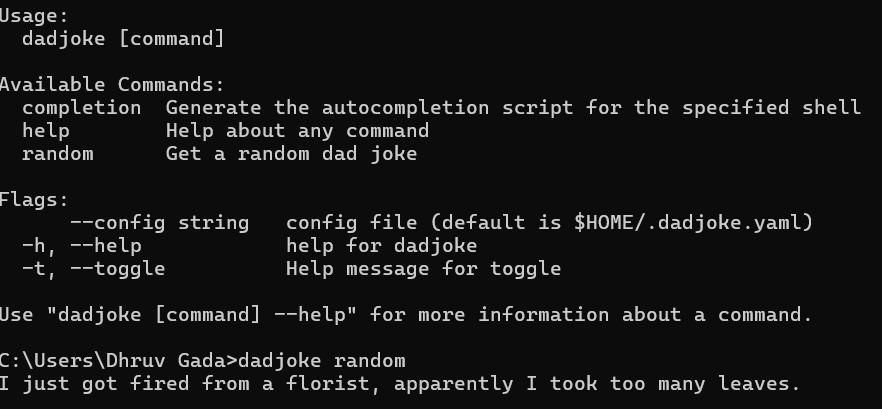 Usage:
  dadjoke [command]

Available Commands:
  completion  Generate the autocompletion script for the specified shell
  help        Help about any command
  random      Get a random dad joke

Flags:
      --config string   config file (default is $HOME/.dadjoke.yaml)
  -h, --help            help for dadjoke
  -t, --toggle          Help message for toggle

Use "dadjoke [command] --help" for more information about a command.

C:\Users\Dhruv Gada>dadjoke random
I just got fired from a florist, apparently I took too many leaves.